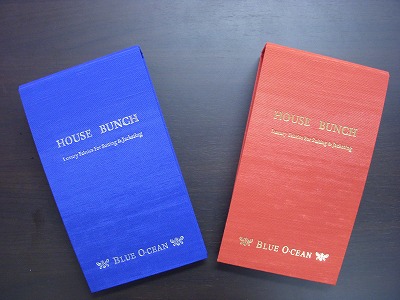 HOUSE BUNCH
Luxury Fabrics for Suiting & Jacketing
BLUE O·CEAN
HOUSE BUNCH
Luxury Fabrics for Suiting & Jacketing
BLUE O·CEAN